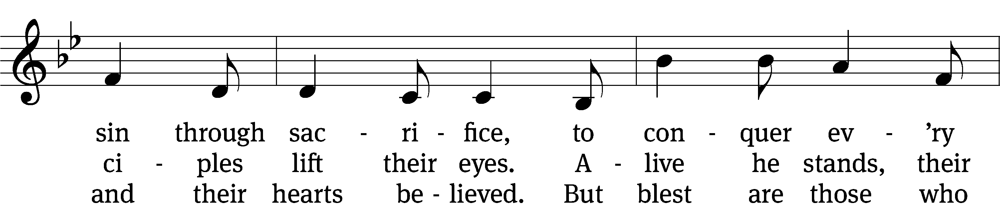 sin through sac - ri - fice, to con - quer ev - ’ry
ci - ples lift their eyes. A - live he stands, their
and their hearts be - lieved. But blest are those who